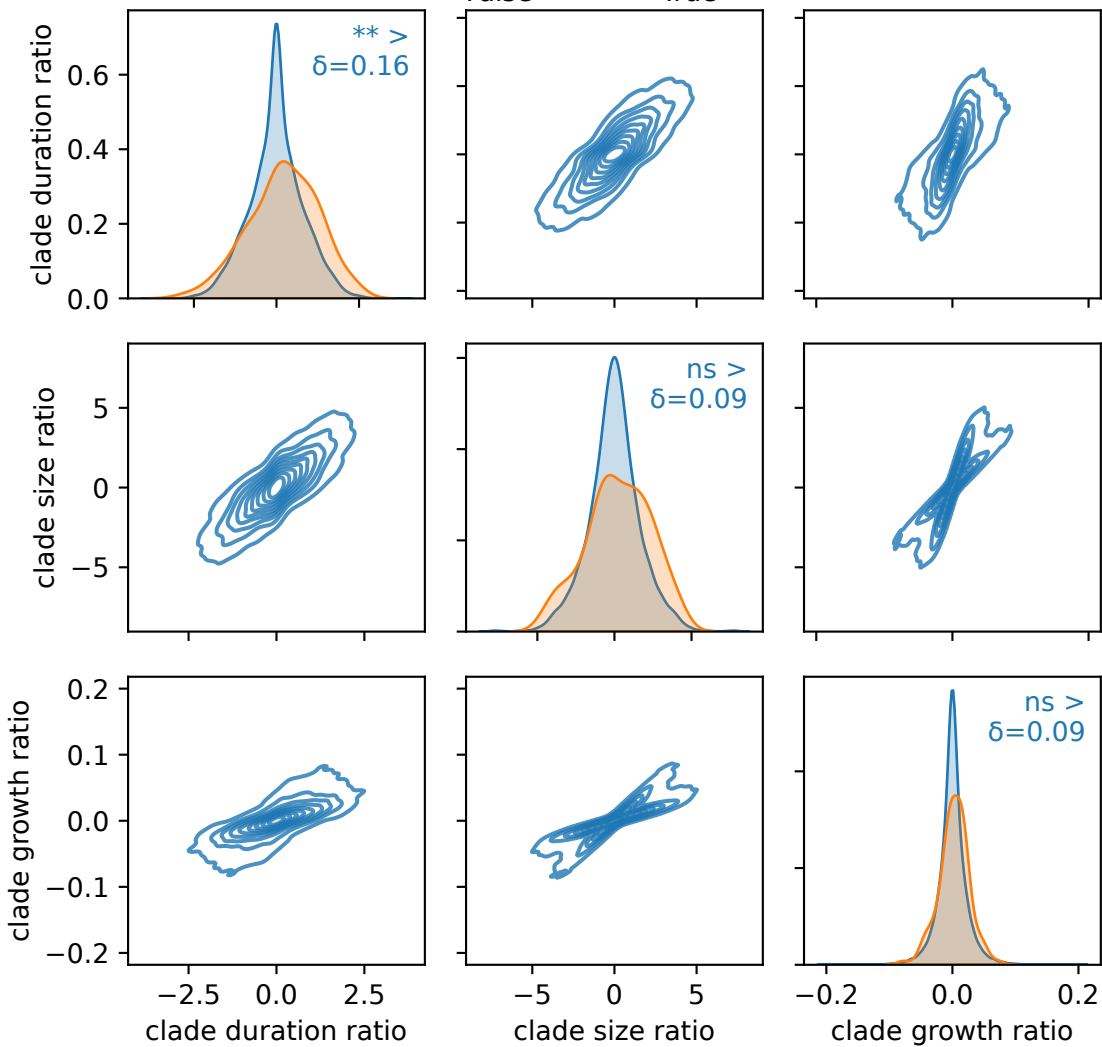 clade duration ratio
0.6
0.4
0.2
0.0
** >
δ=0.16
clade size ratio
5
0
−5
ns >
δ=0.09
clade growth ratio
0.2
0.1
0.0
−0.1
−0.2
ns >
δ=0.09
−2.5 0.0 2.5
−5 0 5
−0.2 0.0 0.2
clade duration ratio
clade size ratio
clade growth ratio